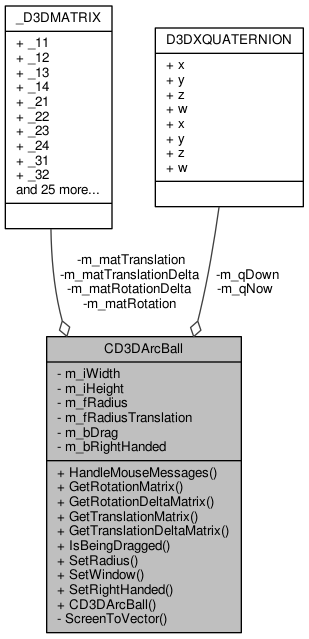 _D3DMATRIX
+ _11
+ _12
+ _13
+ _14
+ _21
+ _22
+ _23
+ _24
+ _31
+ _32
and 25 more...
D3DXQUATERNION
+ x
+ y
+ z
+ w
+ x
+ y
+ z
+ w
-m_matTranslation
-m_matTranslationDelta
-m_matRotationDelta
-m_matRotation
-m_qDown
-m_qNow
CD3DArcBall
- m_iWidth
- m_iHeight
- m_fRadius
- m_fRadiusTranslation
- m_bDrag
- m_bRightHanded
+ HandleMouseMessages()
+ GetRotationMatrix()
+ GetRotationDeltaMatrix()
+ GetTranslationMatrix()
+ GetTranslationDeltaMatrix()
+ IsBeingDragged()
+ SetRadius()
+ SetWindow()
+ SetRightHanded()
+ CD3DArcBall()
- ScreenToVector()